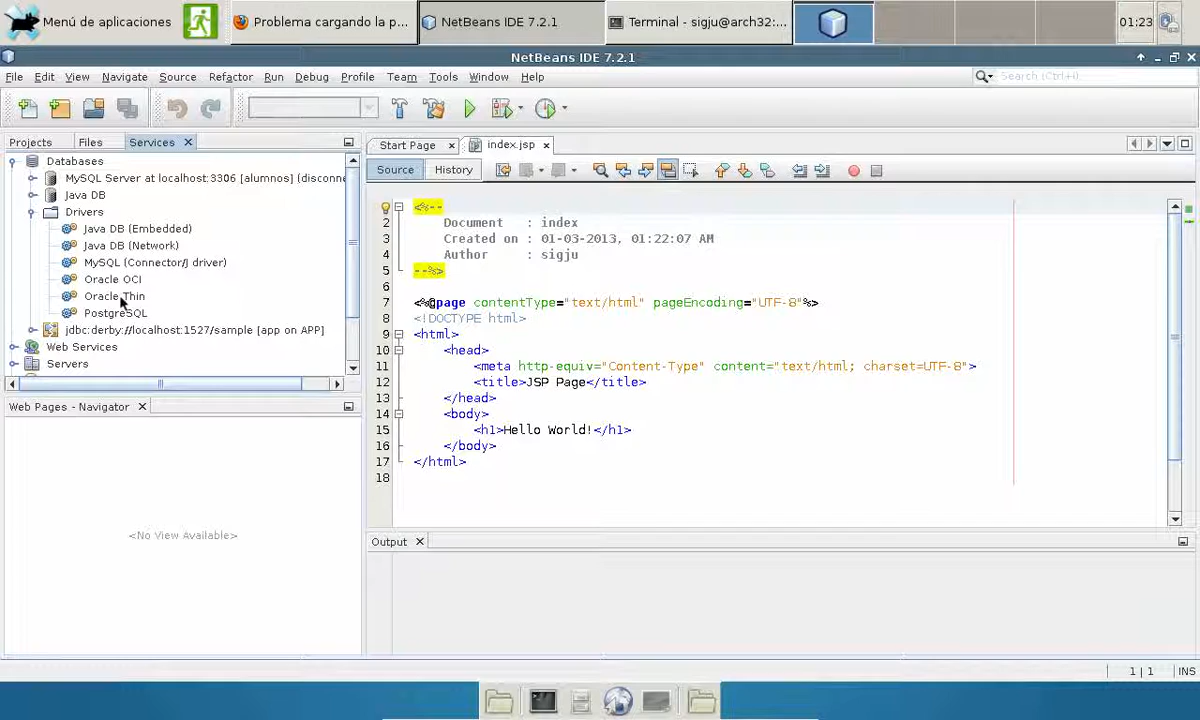 Menú de aplicaciones
Problema cargando la p...
NetBeans IDE 7.2.1
Terminal - sigju@arch32:...
01:23
NetBeans IDE 7.2.1
File Edit View Navigate Source Refactor Run Debug Profile Team Tools Window Help
Search (Ctrl+I)
Projects Files Services
Start Page index.jsp
Source History
Databases
MySQL Server at localhost:3306 [alumnos] (disconne
Java DB
Drivers
Java DB (Embedded)
Java DB (Network)
MySQL (Connector/J driver)
Oracle OCI
Oracle Thin
PostgreSQL
jdbc:derby://localhost:1527/sample [app on APP]
Web Services
Servers
Web Pages - Navigator
<No View Available>
1 <%--
2 Document : index
3 Created on : 01-03-2013, 01:22:07 AM
4 Author : sigju
5 --%>
6
7 <%@page contentType="text/html" pageEncoding="UTF-8"%>
8 <!DOCTYPE html>
9 <html>
10 <head>
11 <meta http-equiv="Content-Type" content="text/html; charset=UTF-8">
12 <title>JSP Page</title>
13 </head>
14 <body>
15 <h1>Hello World!</h1>
16 </body>
17 </html>
18
Output
1 | 1 INS